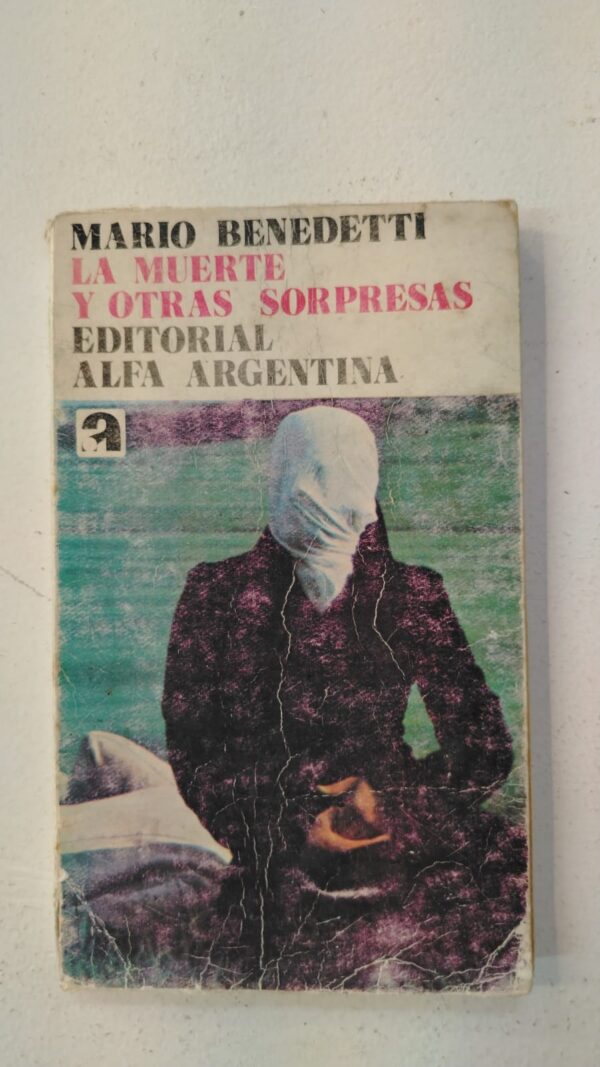 MARIO BENEDETTI
LA MUERTE
Y OTRAS SORPRESAS
EDITORIAL
ALFA ARGENTINA
a